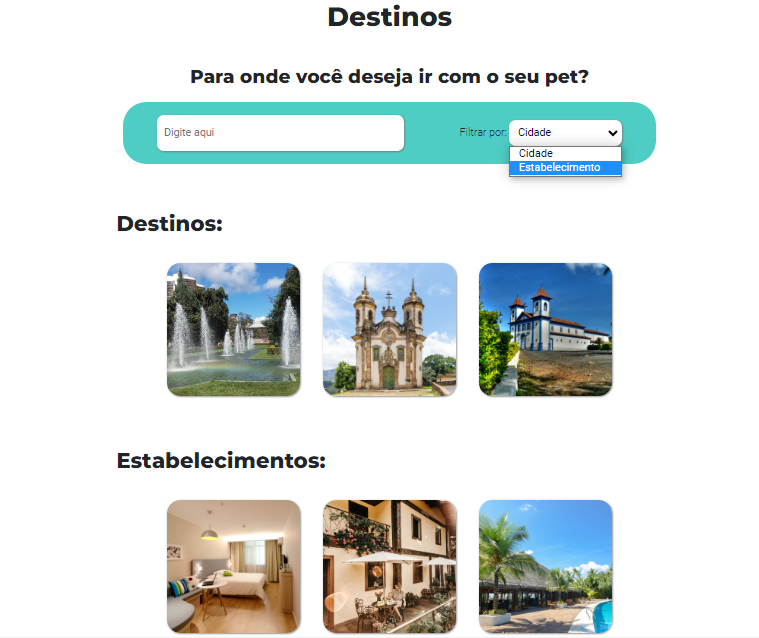 Destinos
Para onde você deseja ir com o seu pet?
Digite aqui
Filtrar por: Cidade
Cidade
Estabelecimento
Destinos:
Estabelecimentos: